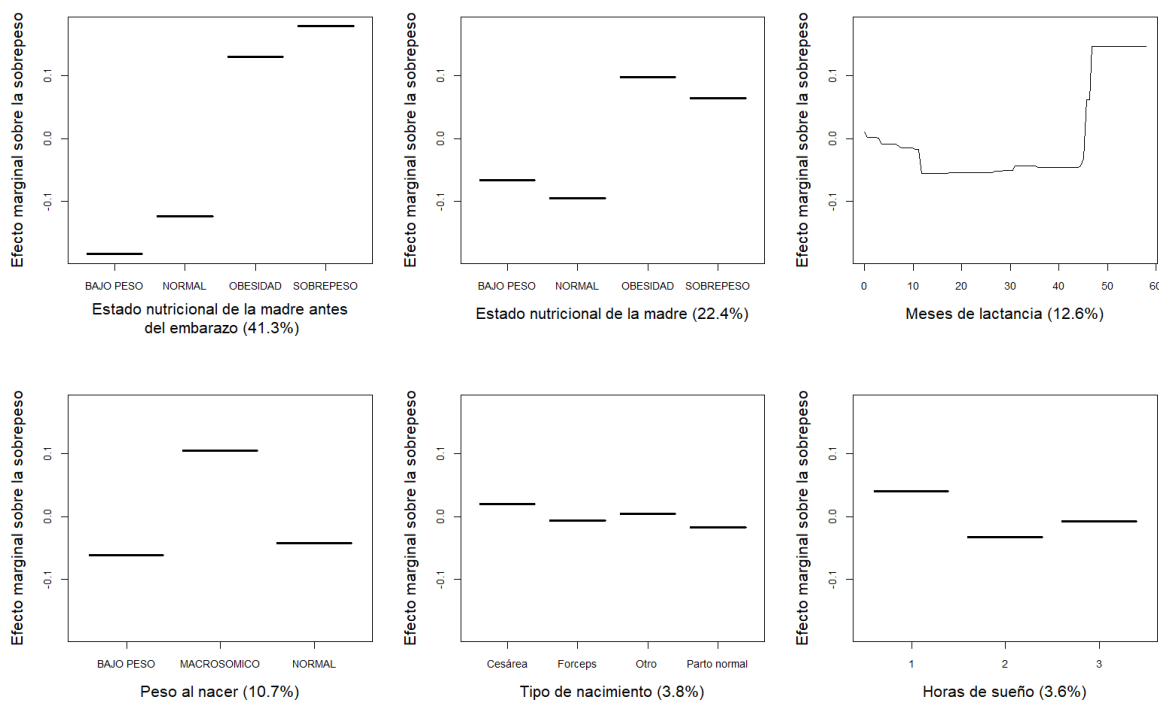 Efecto marginal sobre la sobrepeso
0.1
0.0
-0.1
BAJO PESO NORMAL OBESIDAD SOBREPESO
Estado nutricional de la madre antes
del embarazo (41.3%)
Efecto marginal sobre la sobrepeso
0.1
0.0
-0.1
BAJO PESO NORMAL OBESIDAD SOBREPESO
Estado nutricional de la madre (22.4%)
Efecto marginal sobre la sobrepeso
0.1
0.0
-0.1
0 10 20 30 40 50 60
Meses de lactancia (12.6%)
Efecto marginal sobre la sobrepeso
0.1
0.0
-0.1
BAJO PESO MACROSOMICO NORMAL
Peso al nacer (10.7%)
Efecto marginal sobre la sobrepeso
0.1
0.0
-0.1
Cesárea Forceps Otro Parto normal
Tipo de nacimiento (3.8%)
Efecto marginal sobre la sobrepeso
0.1
0.0
-0.1
1 2 3
Horas de sueño (3.6%)